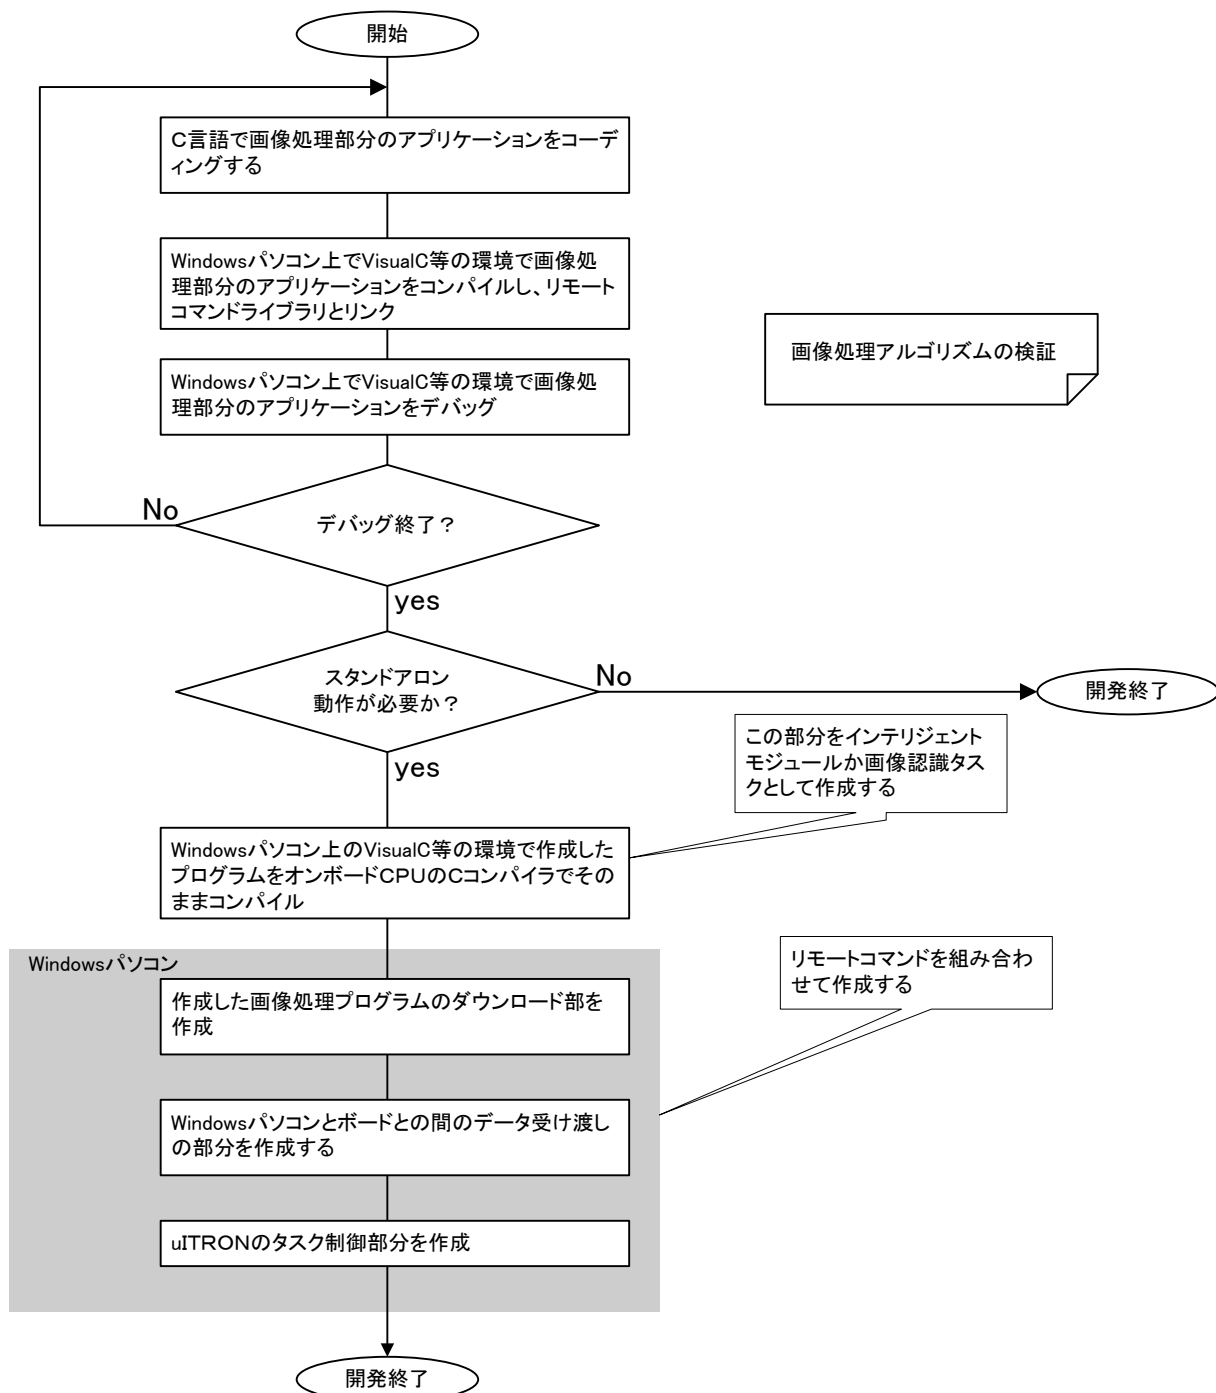 開始
C言語で画像処理部分のアプリケーションをコーデ
ィングする
Windowsパソコン上でVisualC等の環境で画像処
理部分のアプリケーションをコンパイルし、リモート
コマンドライブラリとリンク
画像処理アルゴリズムの検証
Windowsパソコン上でVisualC等の環境で画像処
理部分のアプリケーションをデバッグ
No
デバッグ終了？
yes
スタンドアロン
動作が必要か？
No
開発終了
yes
この部分をインテリジェント
モジュールか画像認識タス
クとして作成する
Windowsパソコン上のVisualC等の環境で作成した
プログラムをオンボードCPUのCコンパイラでその
ままコンパイル
Windowsパソコン
リモートコマンドを組み合わ
せて作成する
作成した画像処理プログラムのダウンロード部を
作成
Windowsパソコンとボードとの間のデータ受け渡し
の部分を作成する
uITRONのタスク制御部分を作成
開発終了